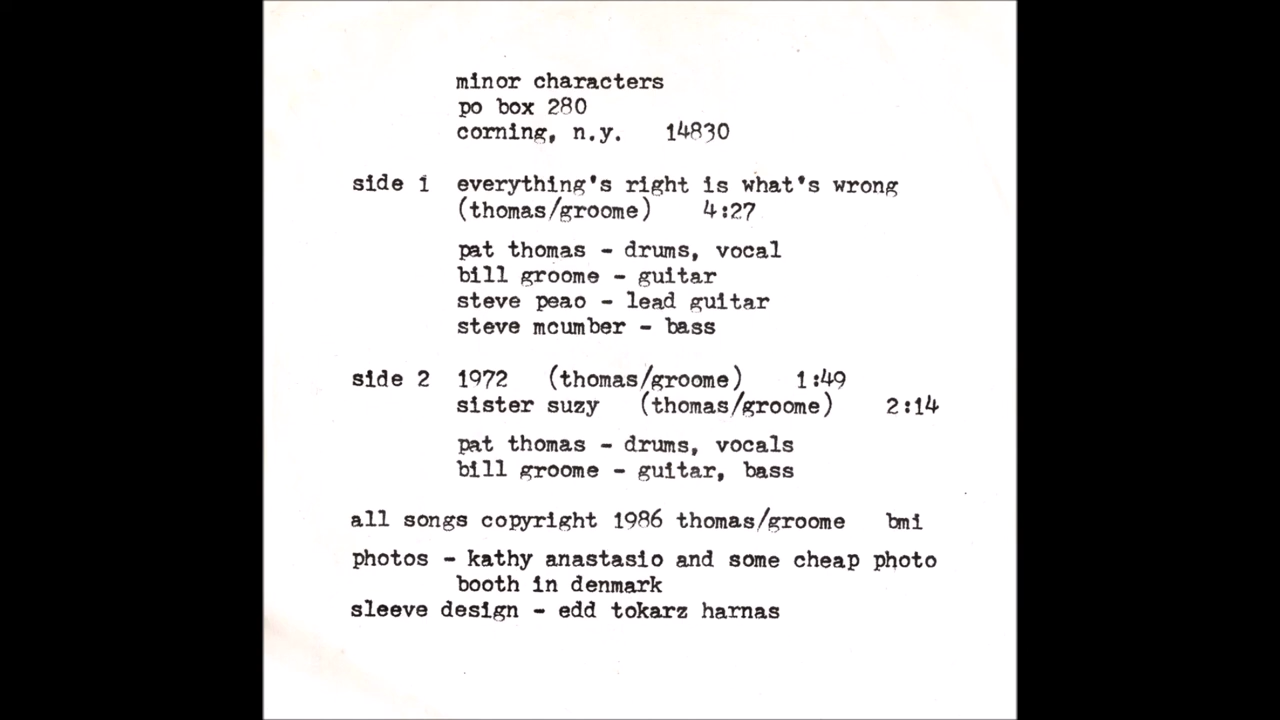 minor characters
po box 280
corning, n.y. 14830
side 1 everything's right is what's wrong
(thomas/groome) 4:27
pat thomas - drums, vocal
bill groome - guitar
steve peao - lead guitar
steve mcumber - bass
side 2 1972 (thomas/groome) 1:49
sister suzy (thomas/groome) 2:14
pat thomas - drums, vocals
bill groome - guitar, bass
all songs copyright 1986 thomas/groome bmi
photos - kathy anastasio and some cheap photo
booth in denmark
sleeve design - edd tokarz harnas